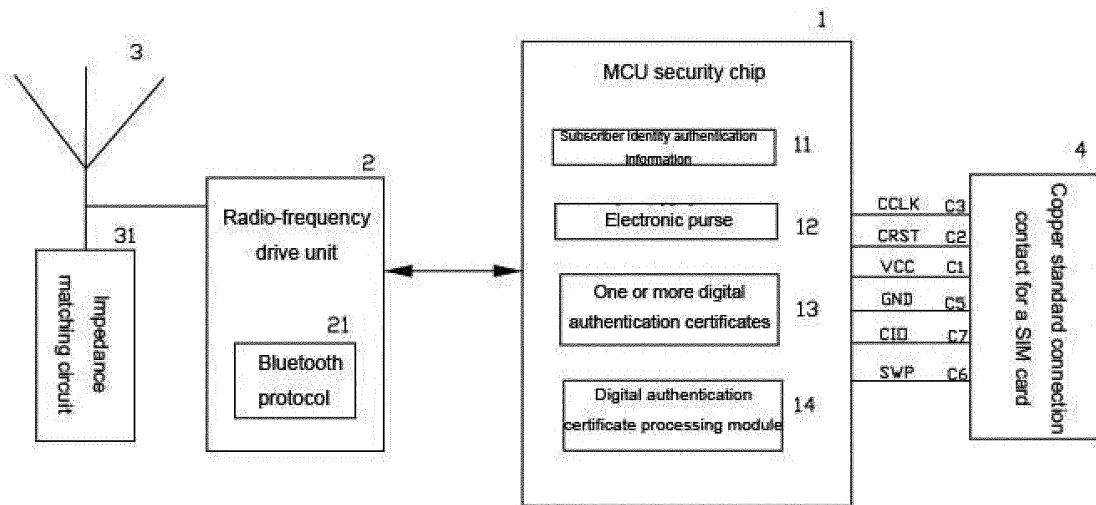 3
31
Impedance
matching circuit
2
Radio-frequency
drive unit
21
Bluetooth
protocol
1
MCU security chip
Subscriber identity authentication
information
11
Electronic purse
12
One or more digital
authentication certificates
13
Digital authentication
certificate processing module
14
CCLK C3
CRST C2
VCC C1
GND C5
CIO C7
SWP C6
4
Copper standard connection
contact for a SIM card